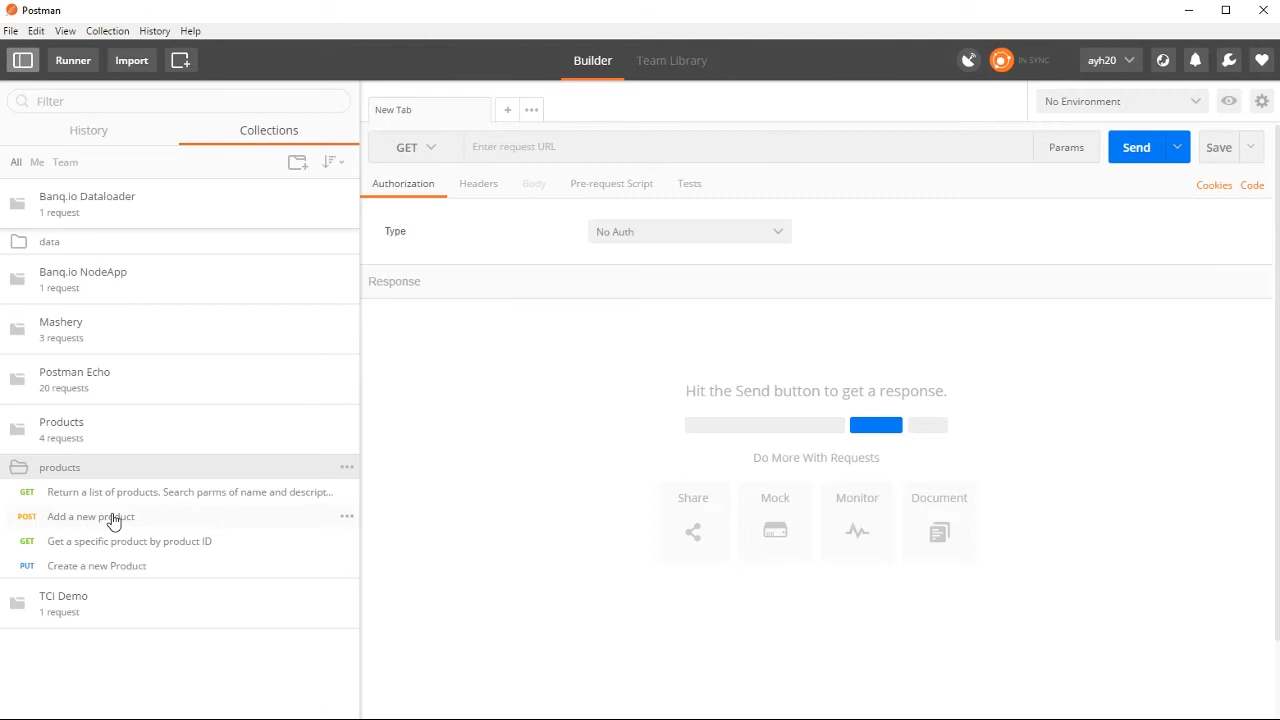 Postman
File Edit View Collection History Help
Runner Import Builder Team Library IN SYNC ayh20
Filter
History Collections
All Me Team
Banq.io Dataloader
1 request
data
Banq.io NodeApp
1 request
Mashery
3 requests
Postman Echo
20 requests
Products
4 requests
products
GET Return a list of products. Search parms of name and descript...
POST Add a new product
GET Get a specific product by product ID
PUT Create a new Product
TCI Demo
1 request
New Tab
No Environment
GET Enter request URL Params Send Save
Authorization Headers Body Pre-request Script Tests Cookies Code
Type No Auth
Response
Hit the Send button to get a response.
Do More With Requests
Share Mock Monitor Document